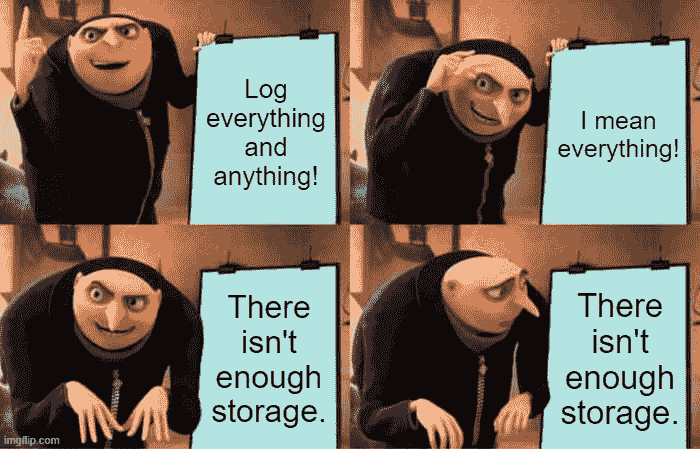 Log
everything
and
anything!
I mean
everything!
There
isn't
enough
storage.
There
isn't
enough
storage.
imgflip.com